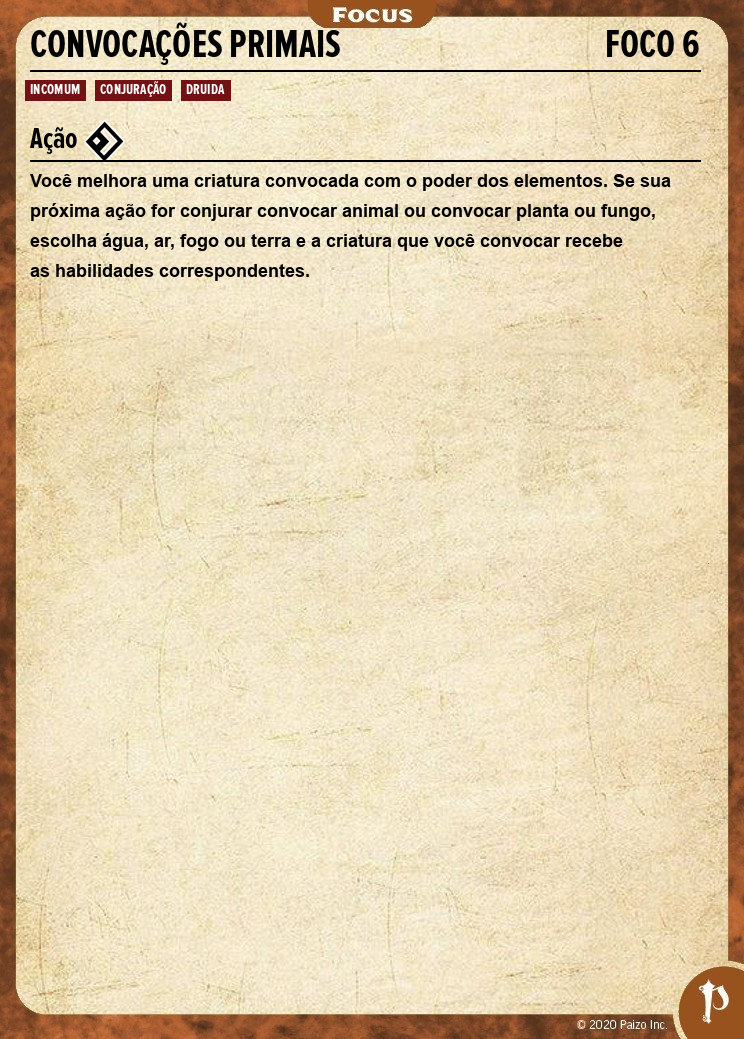 Focus
CONVOCAÇÕES PRIMAIS FOCO 6
INCOMUM CONJURAÇÃO DRUIDA
Ação
Você melhora uma criatura convocada com o poder dos elementos. Se sua
próxima ação for conjurar convocar animal ou convocar planta ou fungo,
escolha água, ar, fogo ou terra e a criatura que você convocar recebe
as habilidades correspondentes.
© 2020 Paizo Inc.
P